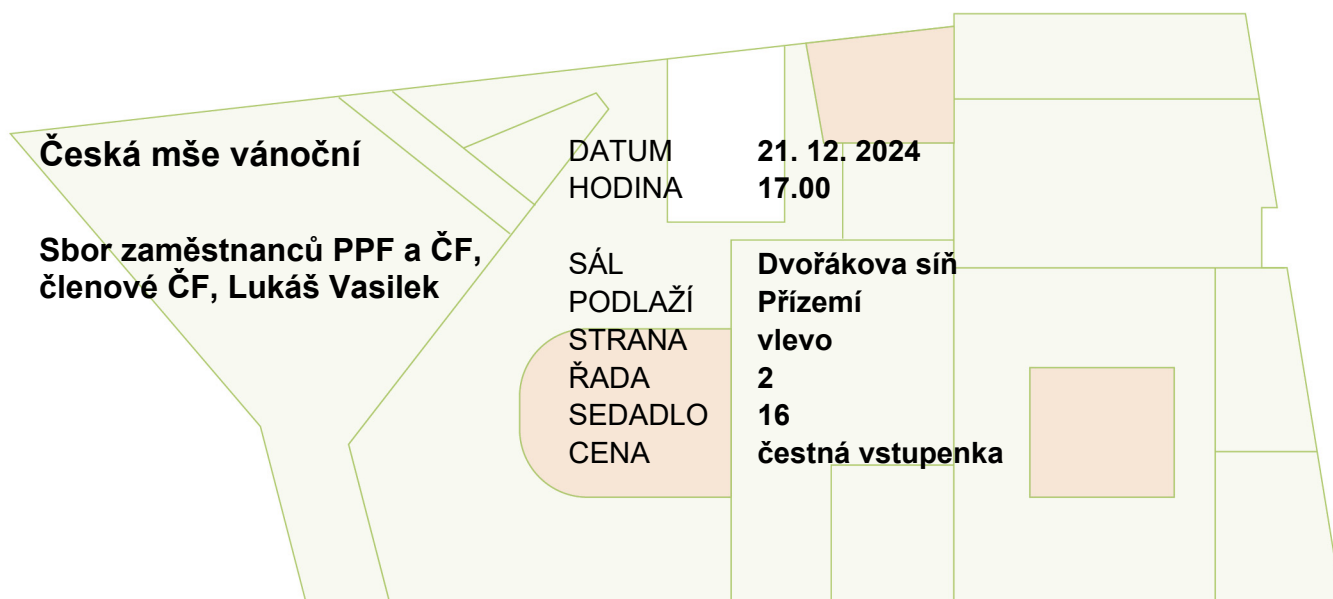 Česká mše vánoční
Sbor zaměstnanců PPF a ČF,
členové ČF, Lukáš Vasilek
DATUM 21. 12. 2024
HODINA 17.00
SÁL Dvořákova síň
PODLAŽÍ Přízemí
STRANA vlevo
ŘADA 2
SEDADLO 16
CENA čestná vstupenka